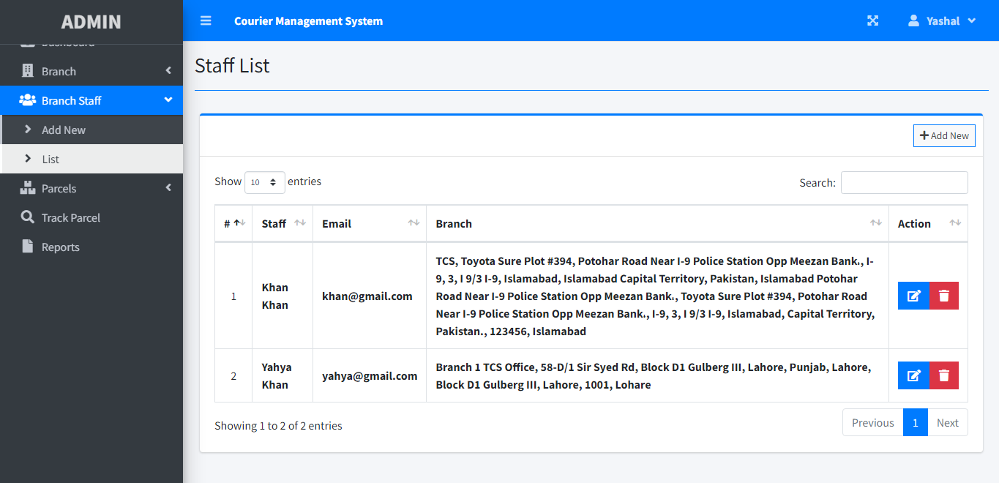 ADMIN
Courier Management System
Yashal
Dashboard
Branch
Branch Staff
Add New
List
Parcels
Track Parcel
Reports
Staff List
Add New
Show 10 entries
Search:
# Staff Email Branch Action
1
Khan
Khan
khan@gmail.com
TCS, Toyota Sure Plot #394, Potohar Road Near I-9 Police Station Opp Meezan Bank., I-
9, 3, I 9/3 I-9, Islamabad, Islamabad Capital Territory, Pakistan, Islamabad Potohar
Road Near I-9 Police Station Opp Meezan Bank., Toyota Sure Plot #394, Potohar Road
Near I-9 Police Station Opp Meezan Bank., I-9, 3, I 9/3 I-9, Islamabad, Capital Territory,
Pakistan., 123456, Islamabad
2
Yahya
Khan
yahya@gmail.com
Branch 1 TCS Office, 58-D/1 Sir Syed Rd, Block D1 Gulberg III, Lahore, Punjab, Lahore,
Block D1 Gulberg III, Lahore, 1001, Lohare
Showing 1 to 2 of 2 entries
Previous 1 Next